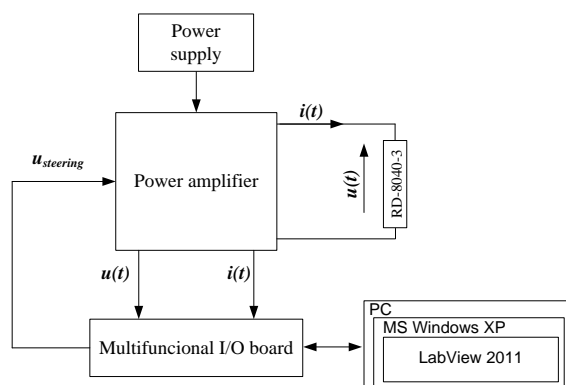 Power
supply
i(t)
u_steering
Power amplifier
u(t)
RD-8040-3
u(t)
i(t)
Multifuncional I/O board
PC
MS Windows XP
LabView 2011